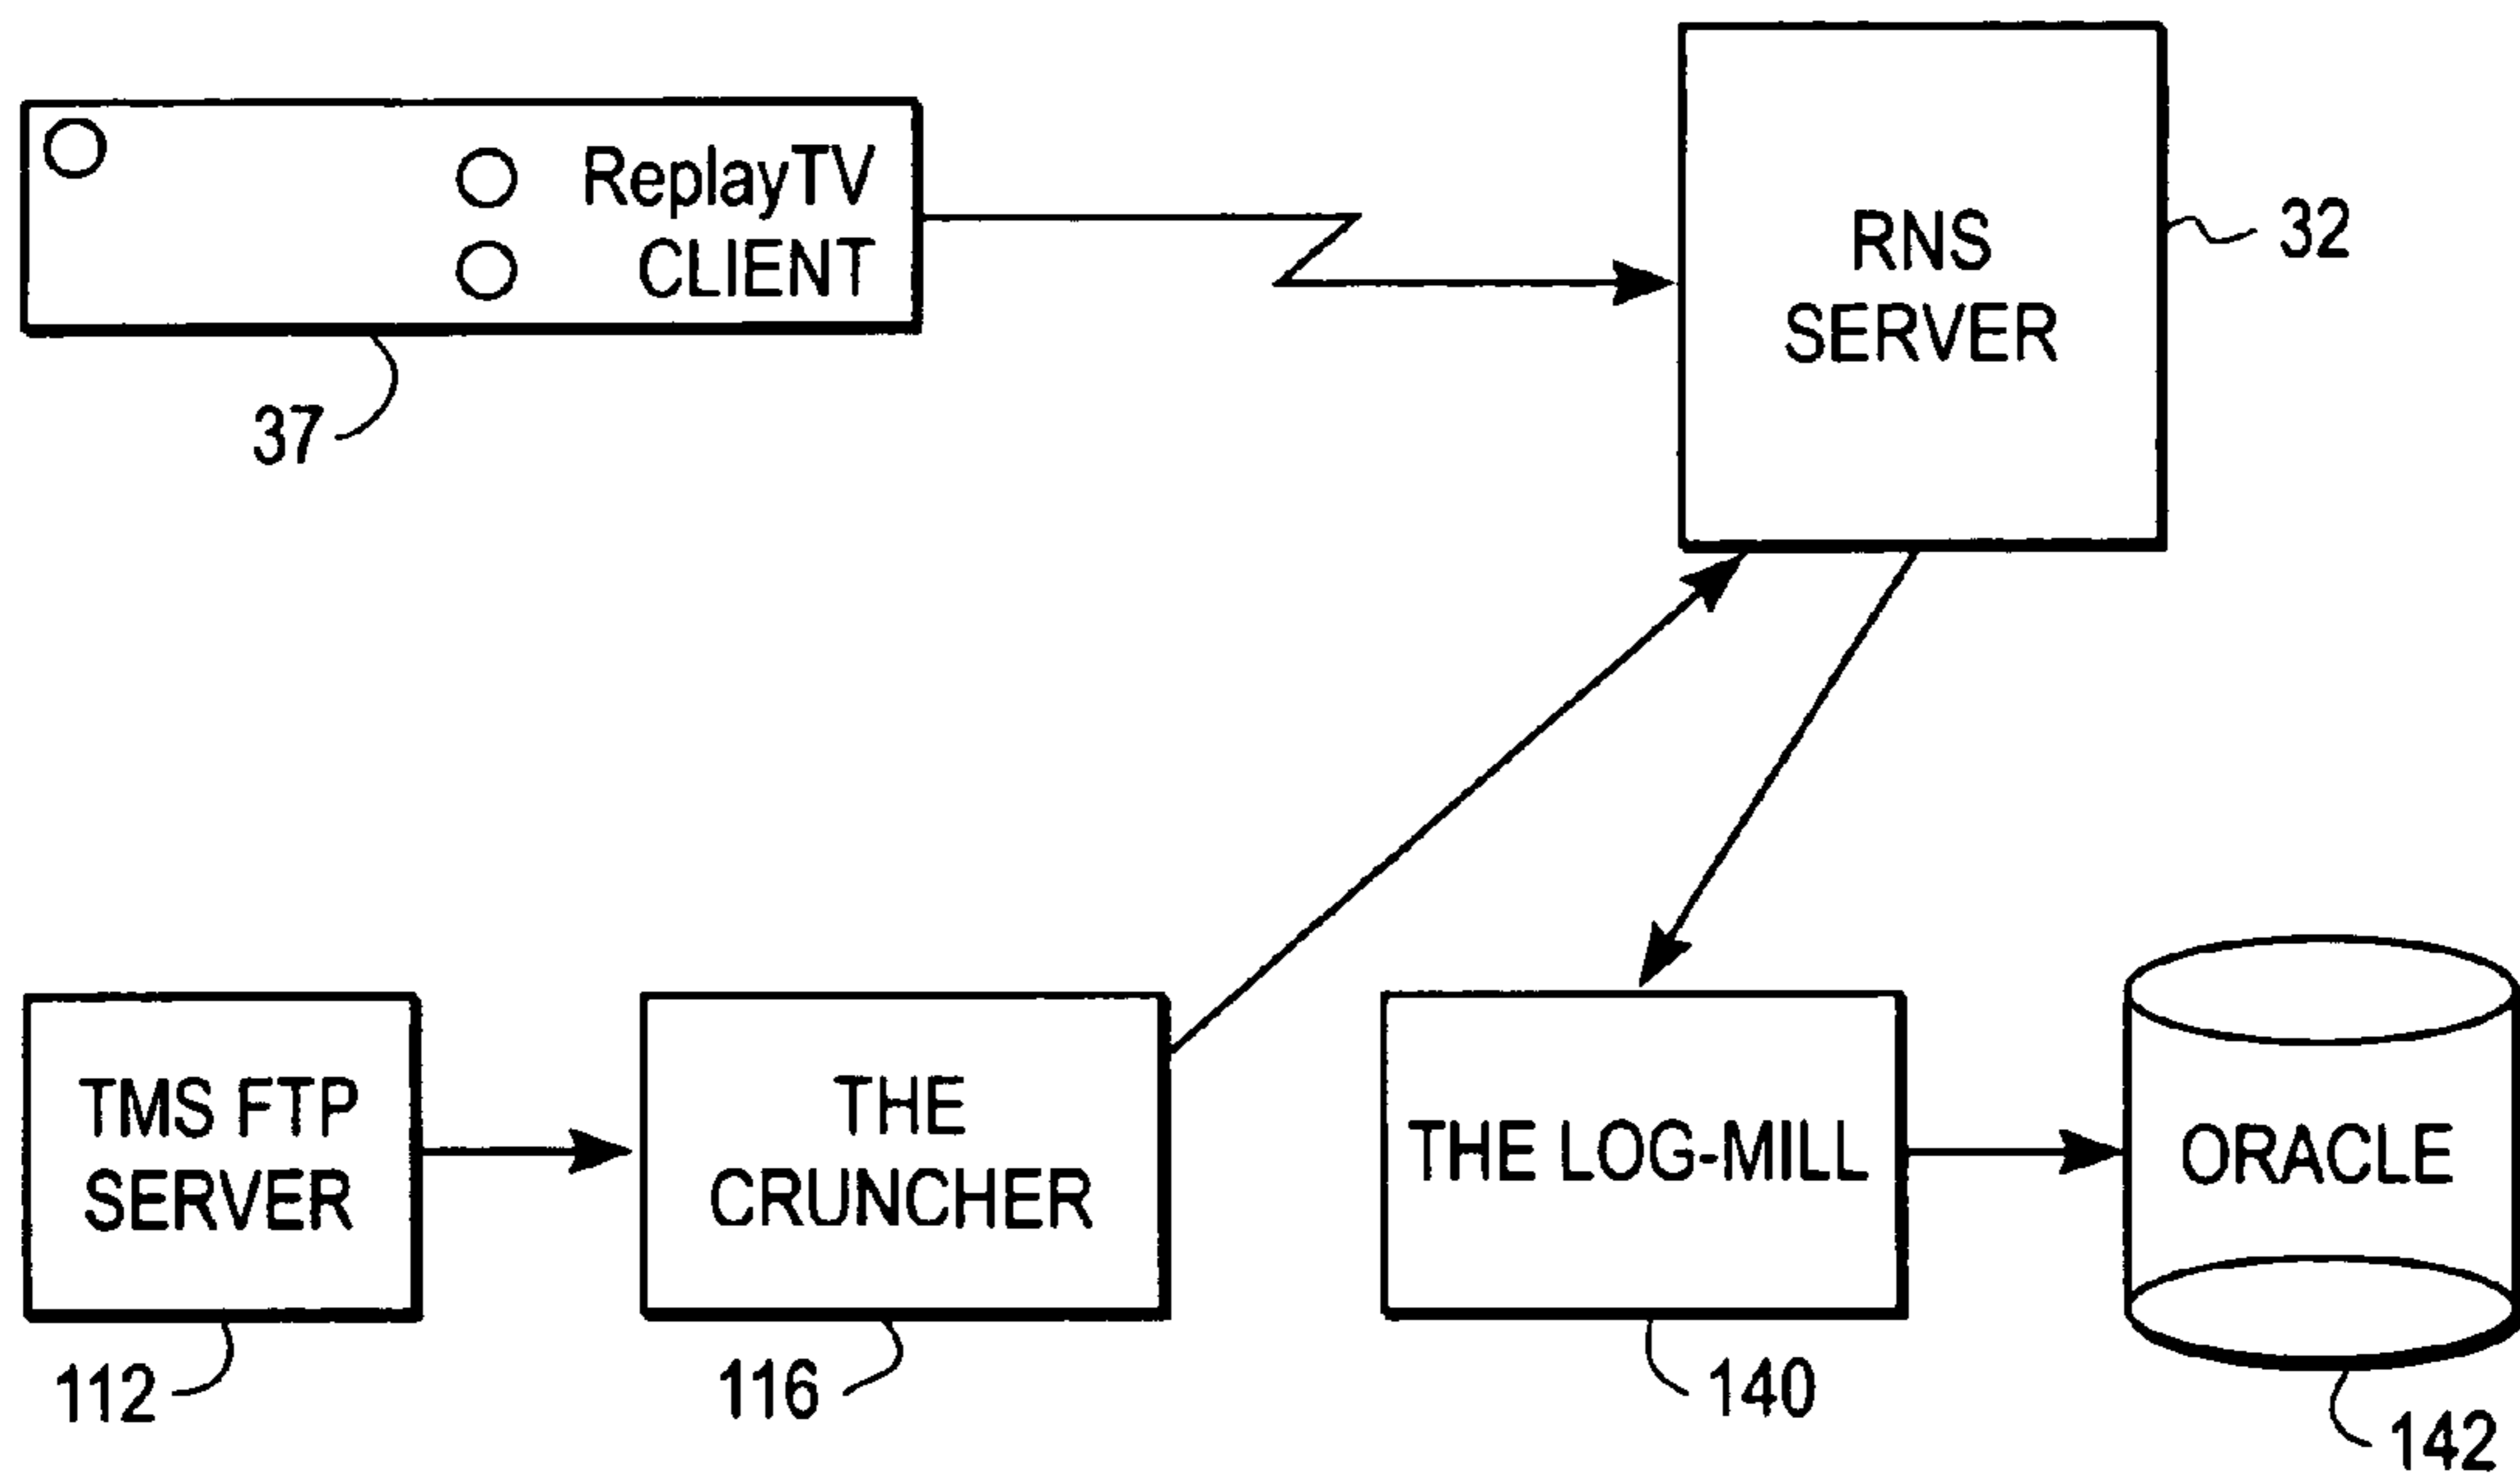 ReplayTV
CLIENT
37
RNS
SERVER
32
TMS FTP
SERVER
112
THE
CRUNCHER
116
THE LOG-MILL
140
ORACLE
142